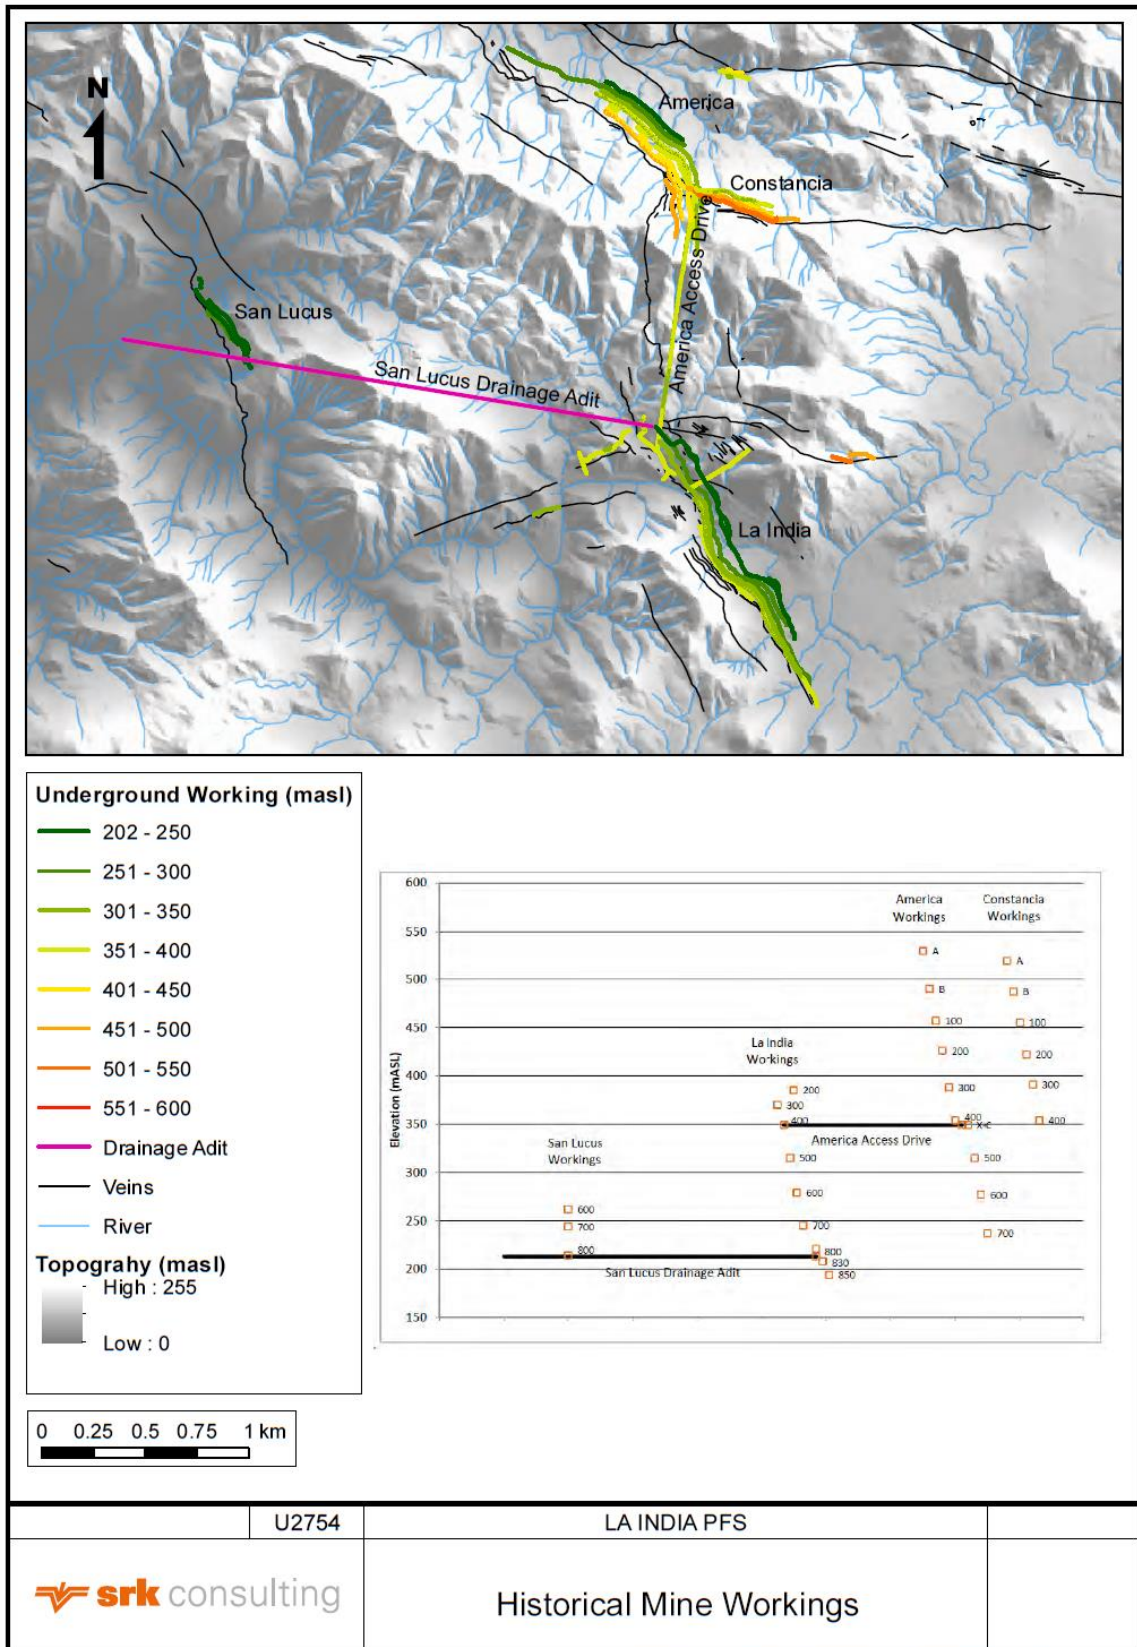 N
America
Constancia
America Access Drive
San Lucus
San Lucus Drainage Adit
La India
Underground Working (masl)
202 - 250
251 - 300
301 - 350
351 - 400
401 - 450
451 - 500
501 - 550
551 - 600
Drainage Adit
Veins
River
Topograhy (masl)
High : 255
Low : 0
0 0.25 0.5 0.75 1 km
Elevation (mASL)
600
550
500
450
400
350
300
250
200
150
San Lucus
Workings
600
700
800
San Lucus Drainage Adit
La India
Workings
200
300
400
500
600
700
800
830
850
America Access Drive
America
Workings
A
B
100
200
300
400
X-C
500
600
700
Constancia
Workings
A
B
100
200
300
400
U2754
LA INDIA PFS
srk consulting
Historical Mine Workings